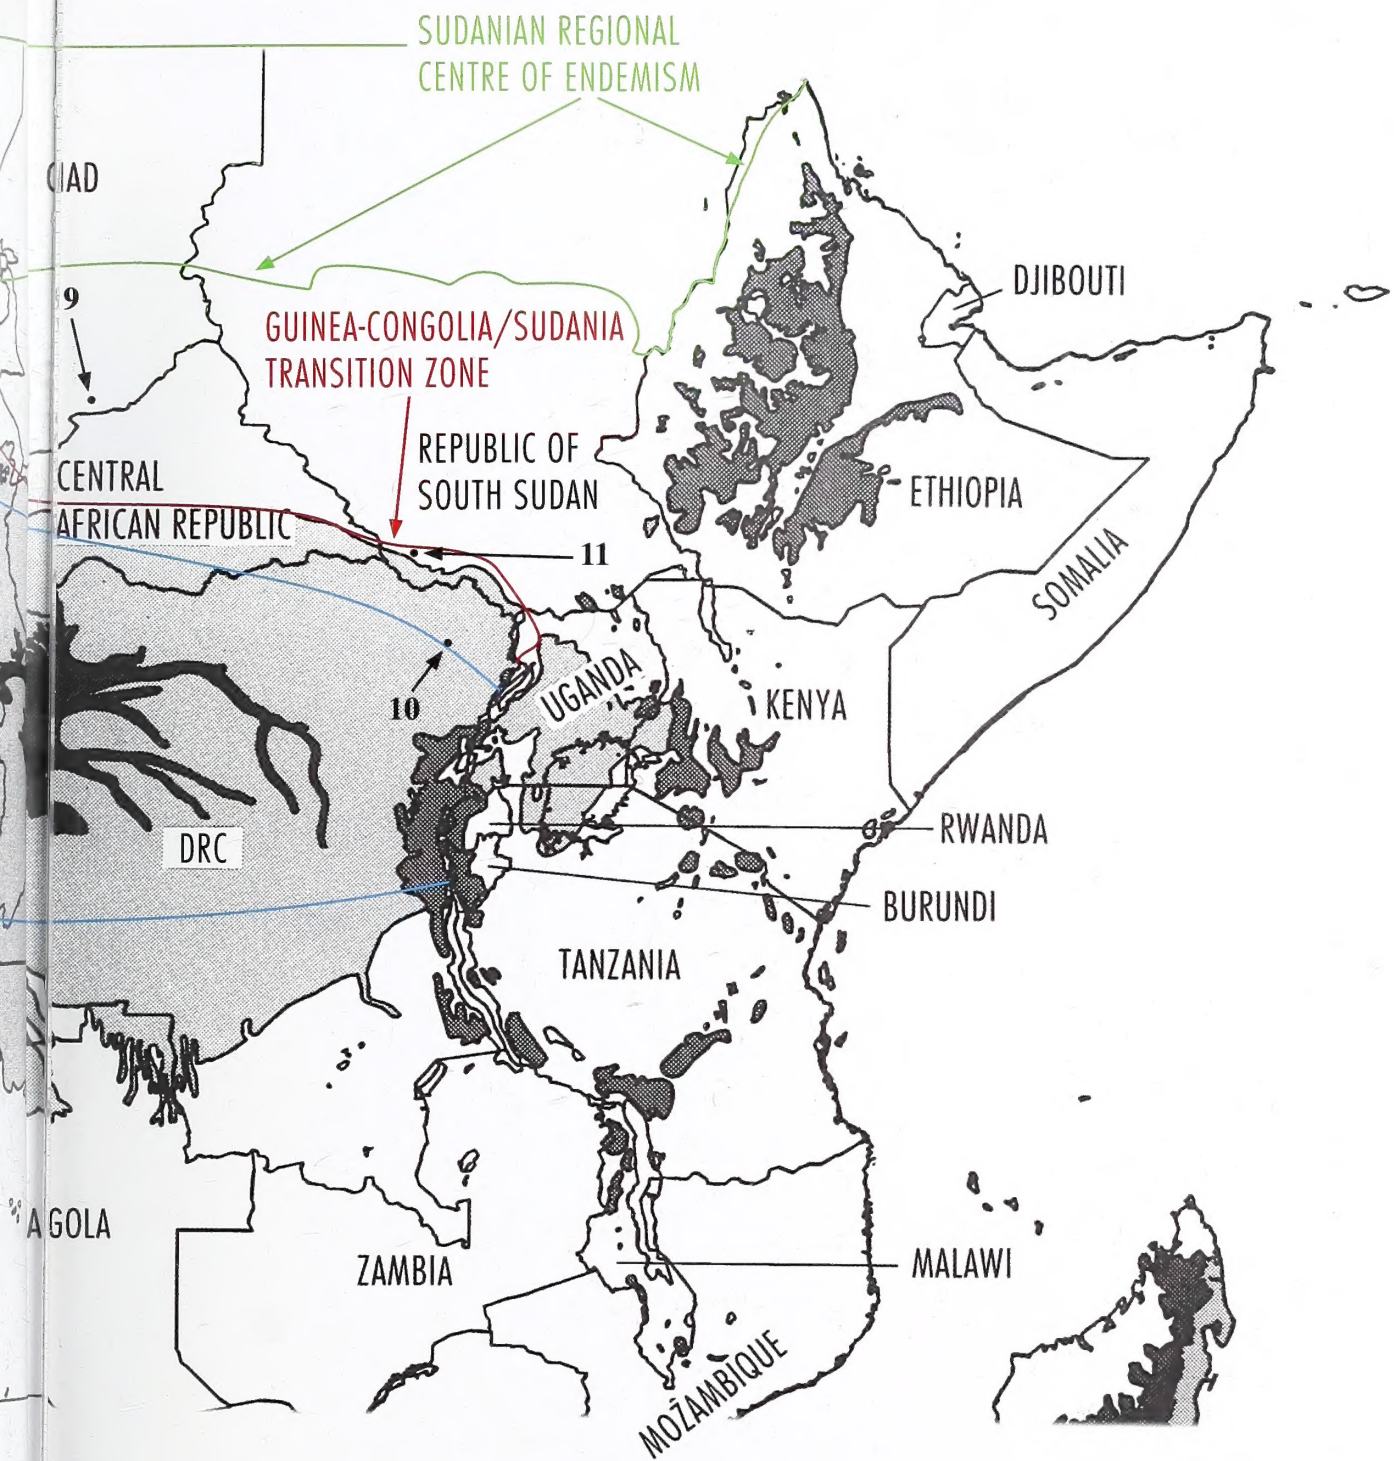 SUDANIAN REGIONAL
CENTRE OF ENDEMISM
9
DJIBOUTI
GUINEA-CONGOLIA/SUDANIA
TRANSITION ZONE
REPUBLIC OF
SOUTH SUDAN
CENTRAL
AFRICAN REPUBLIC
ETHIOPIA
11
SOMALIA
10
UGANDA
KENYA
DRC
RWANDA
BURUNDI
TANZANIA
ZAMBIA
MALAWI
MOZAMBIQUE